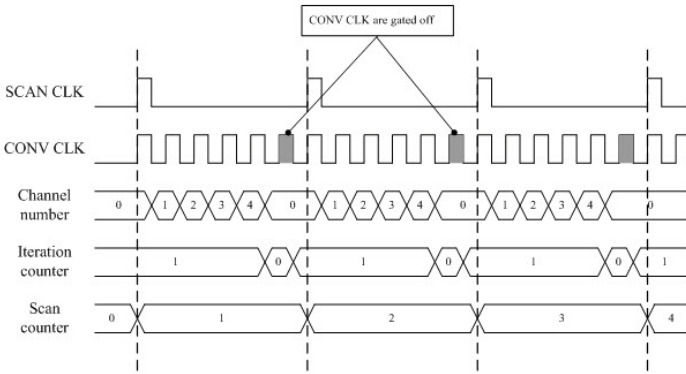 CONV CLK are gated off
SCAN CLK
CONV CLK
Channel
number
0 1 2 3 4 0 1 2 3 4 0 1 2 3 4 0
Iteration
counter
1 0 1 0 1 0 1
Scan
counter
0 1 2 3 4